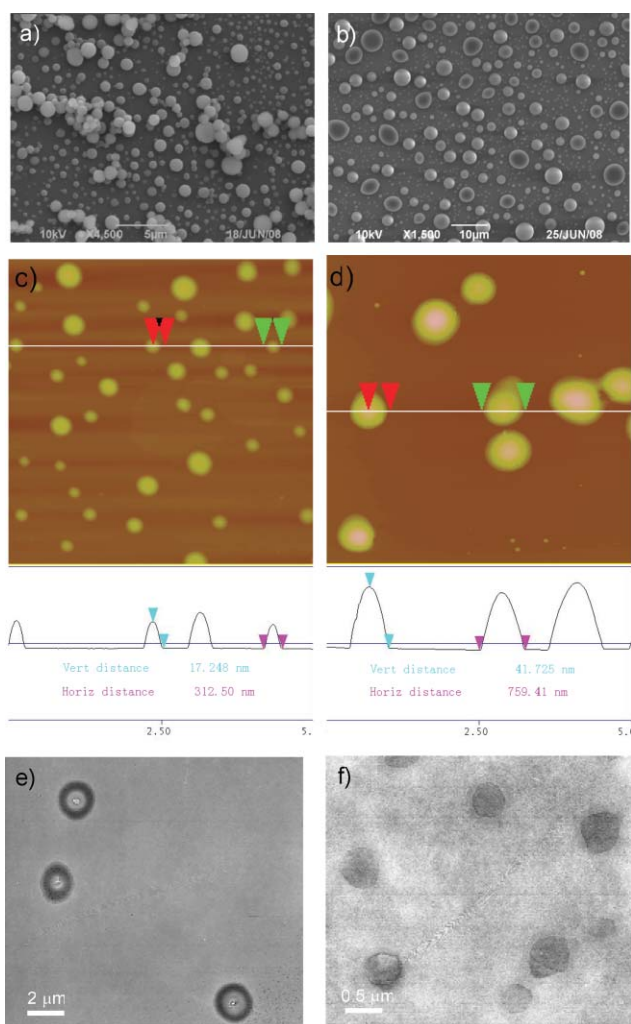 a)
10kV X4,500 5μm 18/JUN/08
b)
10kV X1,500 10μm 25/JUN/08
c)
d)
Vert distance 17.248 nm
Horiz distance 312.50 nm
2.50 5.
Vert distance 41.725 nm
Horiz distance 759.41 nm
2.50 5.0
e)
2 μm
f)
0.5 μm